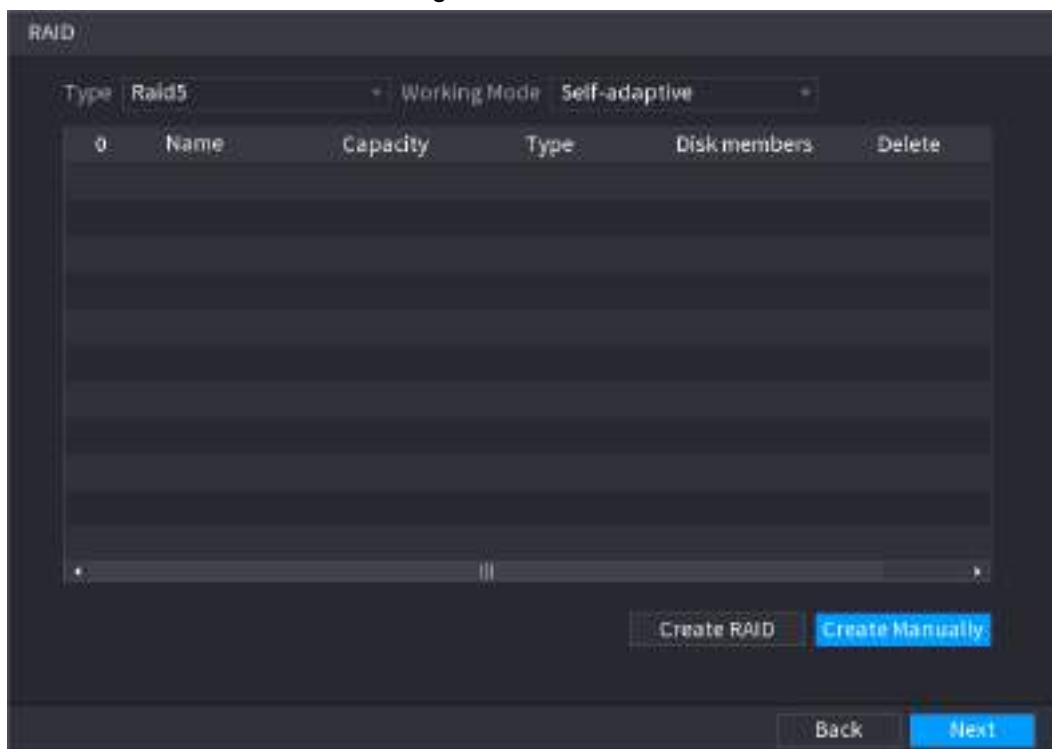 RAID
Type Raid5 Working Mode Self-adaptive
0 Name Capacity Type Disk members Delete
Create RAID Create Manually
Back Next